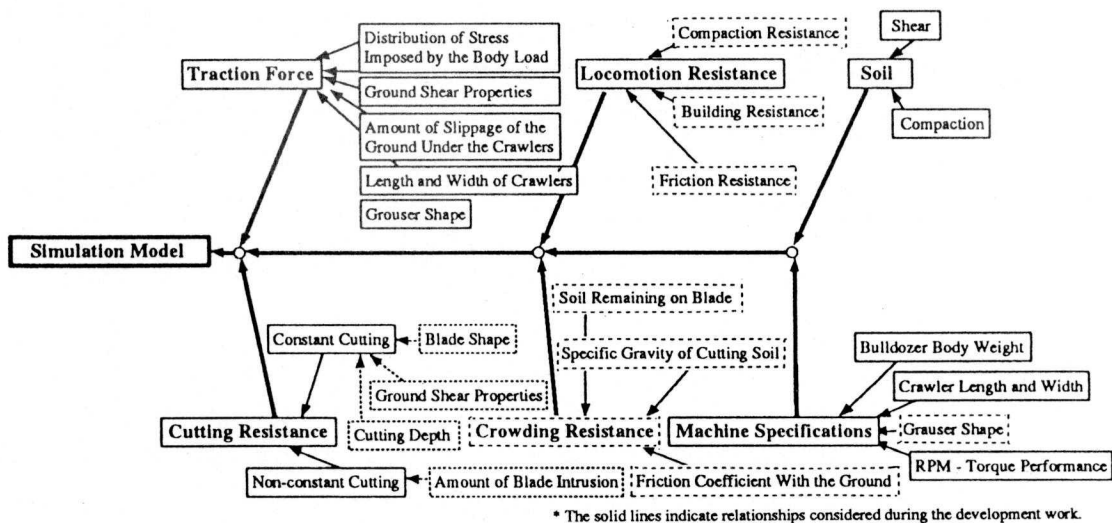 Distribution of Stress
Imposed by the Body Load
Traction Force
Ground Shear Properties
Amount of Slippage of the
Ground Under the Crawlers
Length and Width of Crawlers
Grouser Shape
Compaction Resistance
Locomotion Resistance
Building Resistance
Friction Resistance
Shear
Soil
Compaction
Simulation Model
Constant Cutting
Blade Shape
Ground Shear Properties
Cutting Resistance
Cutting Depth
Non-constant Cutting
Amount of Blade Intrusion
Soil Remaining on Blade
Specific Gravity of Cutting Soil
Crowding Resistance
Friction Coefficient With the Ground
Bulldozer Body Weight
Crawler Length and Width
Machine Specifications
Grauser Shape
RPM - Torque Performance
* The solid lines indicate relationships considered during the development work.